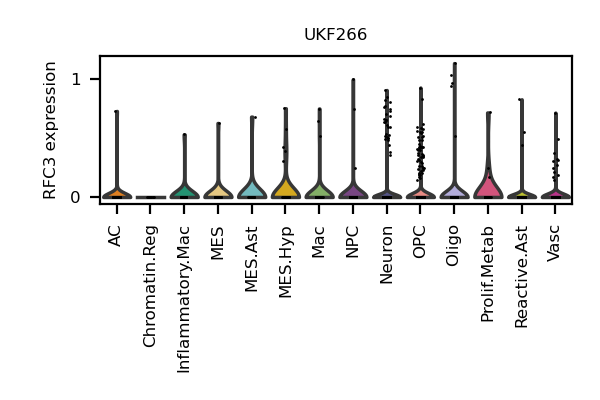 UKF266
RFC3 expression
1
0
AC
Chromatin.Reg
Inflammatory.Mac
MES
MES.Ast
MES.Hyp
Mac
NPC
Neuron
OPC
Oligo
Prolif.Metab
Reactive.Ast
Vasc